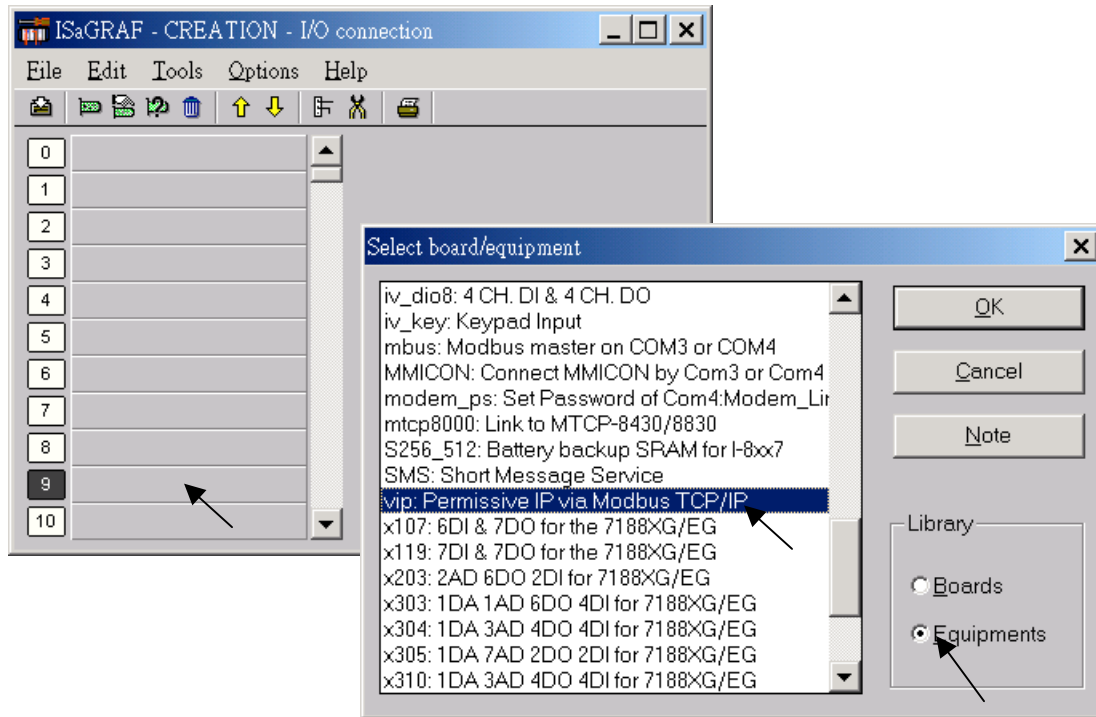 ISaGRAF - CREATION - I/O connection
File Edit Tools Options Help
0
1
2
3
4
5
6
7
8
9
10
Select board/equipment
iv_dio8: 4 CH. DI & 4 CH. DO
iv_key: Keypad Input
mbus: Modbus master on COM3 or COM4
MMICON: Connect MMICON by Com3 or Com4
modem_ps: Set Password of Com4:Modem_Lin
mtcp8000: Link to MTCP-8430/8830
S256_512: Battery backup SRAM for I-8xx7
SMS: Short Message Service
vip: Permissive IP via Modbus TCP/IP
x107: 6DI & 7DO for the 7188XG/EG
x119: 7DI & 7DO for the 7188XG/EG
x203: 2AD 6DO 2DI for 7188XG/EG
x303: 1DA 1AD 6DO 4DI for 7188XG/EG
x304: 1DA 3AD 4DO 4DI for 7188XG/EG
x305: 1DA 7AD 2DO 2DI for 7188XG/EG
x310: 1DA 3AD 4DO 4DI for 7188XG/EG
OK
Cancel
Note
Library
Boards
Equipments